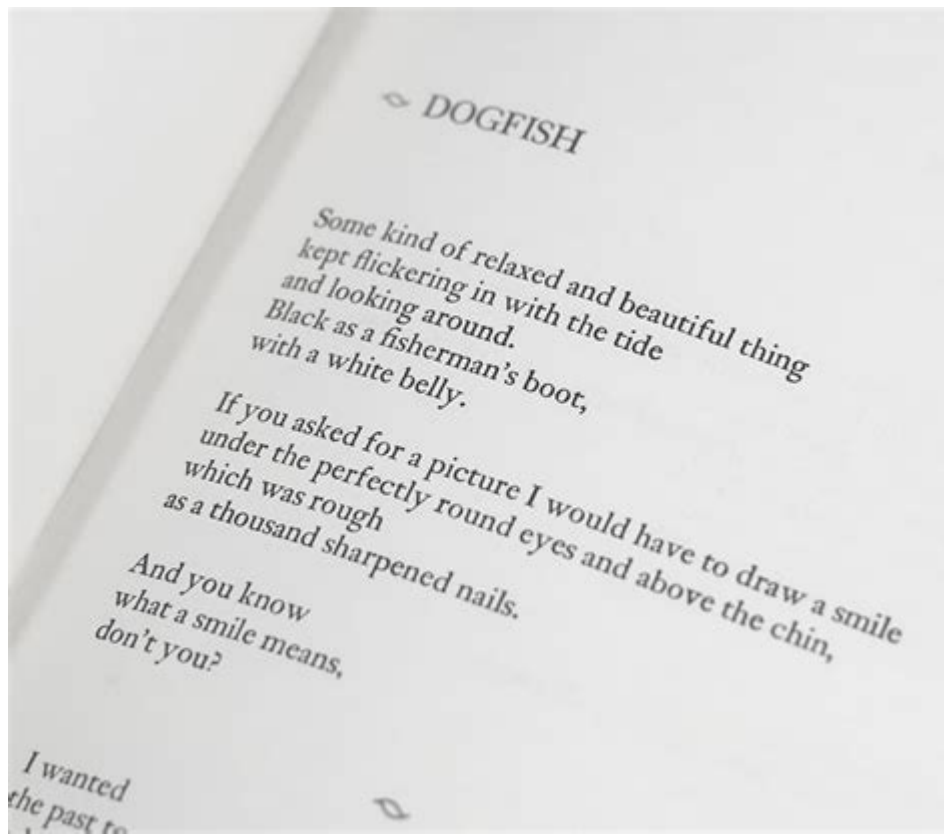 DOGFISH
Some kind of relaxed and beautiful thing
kept flickering in with the tide
and looking around.
Black as a fisherman's boot,
with a white belly.
If you asked for a picture I would have to draw a smile
under the perfectly round eyes and above the chin,
which was rough
as a thousand sharpened nails.
And you know
what a smile means,
don't you?
I wanted
the past to